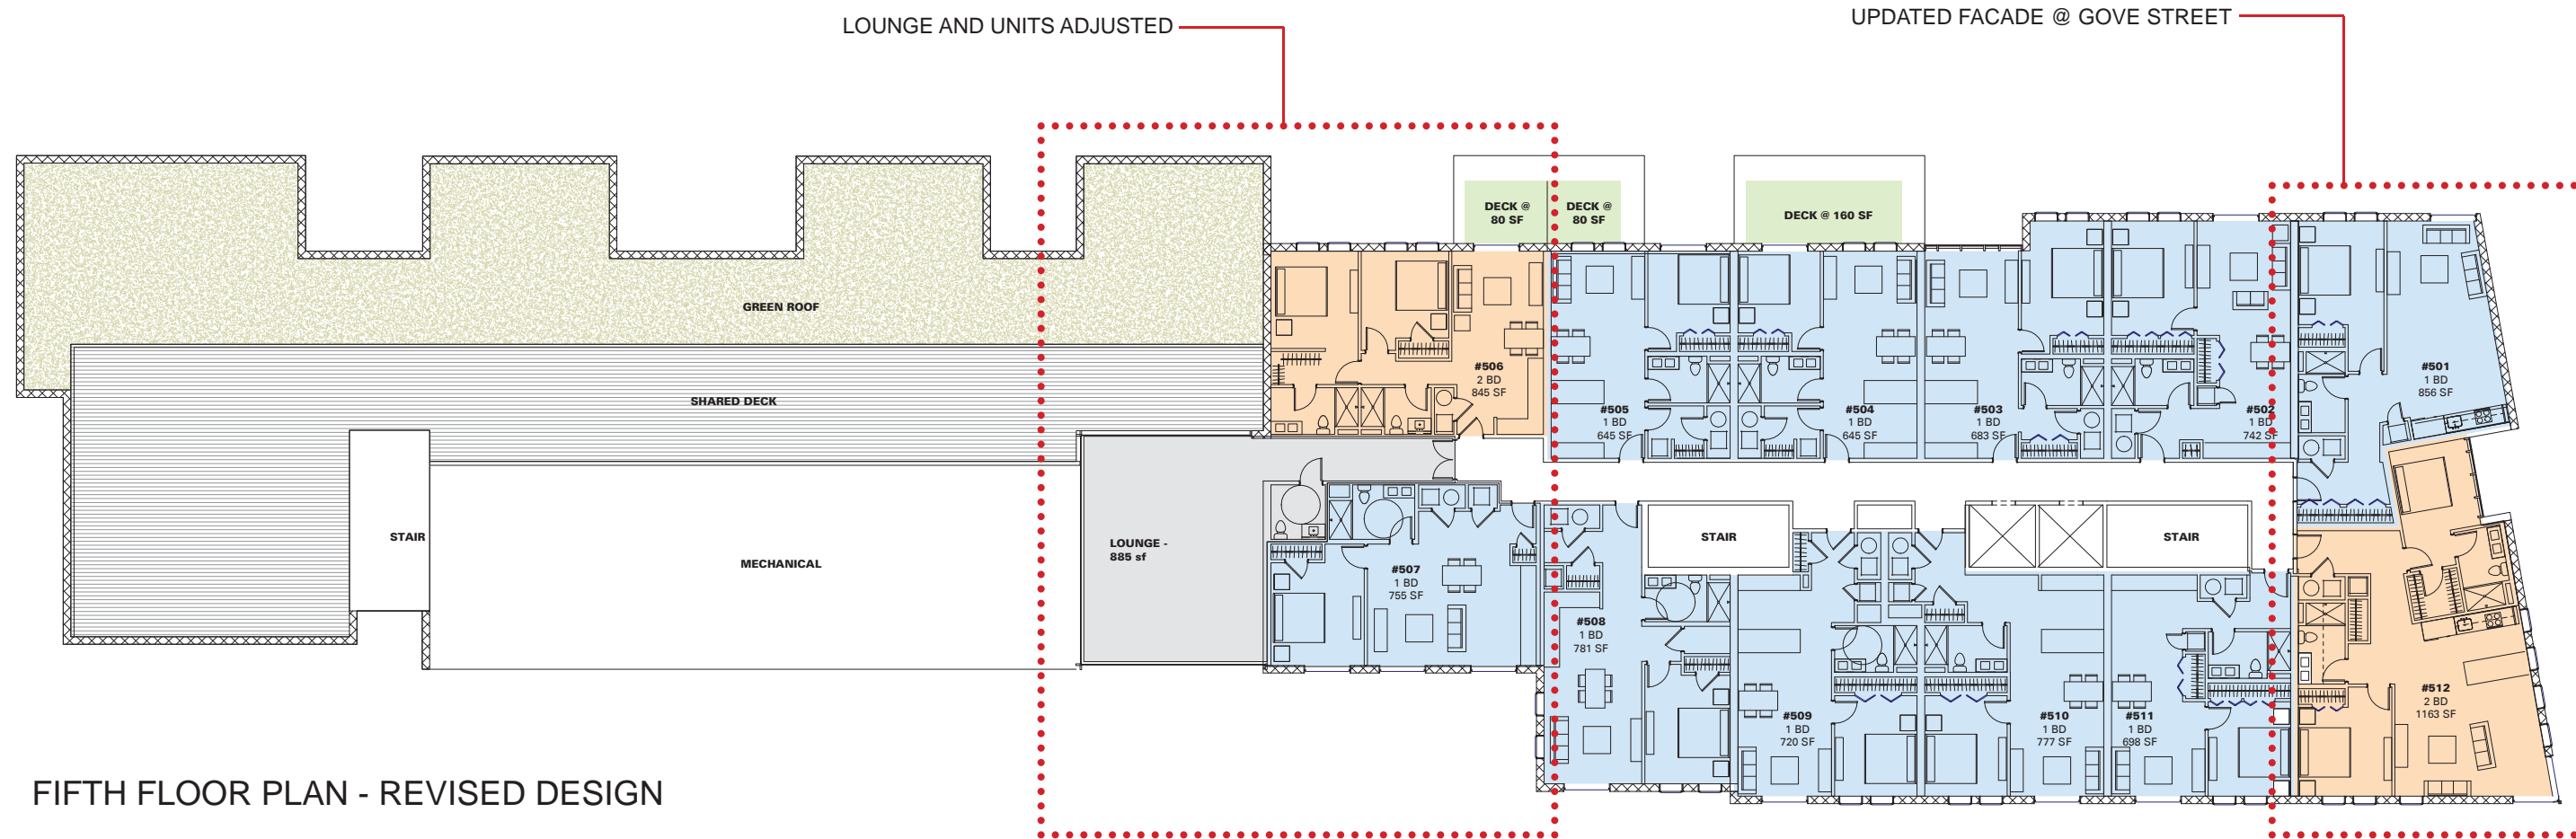 LOUNGE AND UNITS ADJUSTED
UPDATED FACADE @ GOVE STREET
DECK @
80 SF
DECK @
80 SF
DECK @ 160 SF
GREEN ROOF
SHARED DECK
STAIR
MECHANICAL
LOUNGE -
885 sf
#506
2 BD
845 SF
#505
1 BD
645 SF
#504
1 BD
645 SF
#503
1 BD
683 SF
#502
1 BD
742 SF
#501
1 BD
856 SF
STAIR
STAIR
#507
1 BD
755 SF
#508
1 BD
781 SF
#509
1 BD
720 SF
#510
1 BD
777 SF
#511
1 BD
698 SF
#512
2 BD
1163 SF
FIFTH FLOOR PLAN - REVISED DESIGN